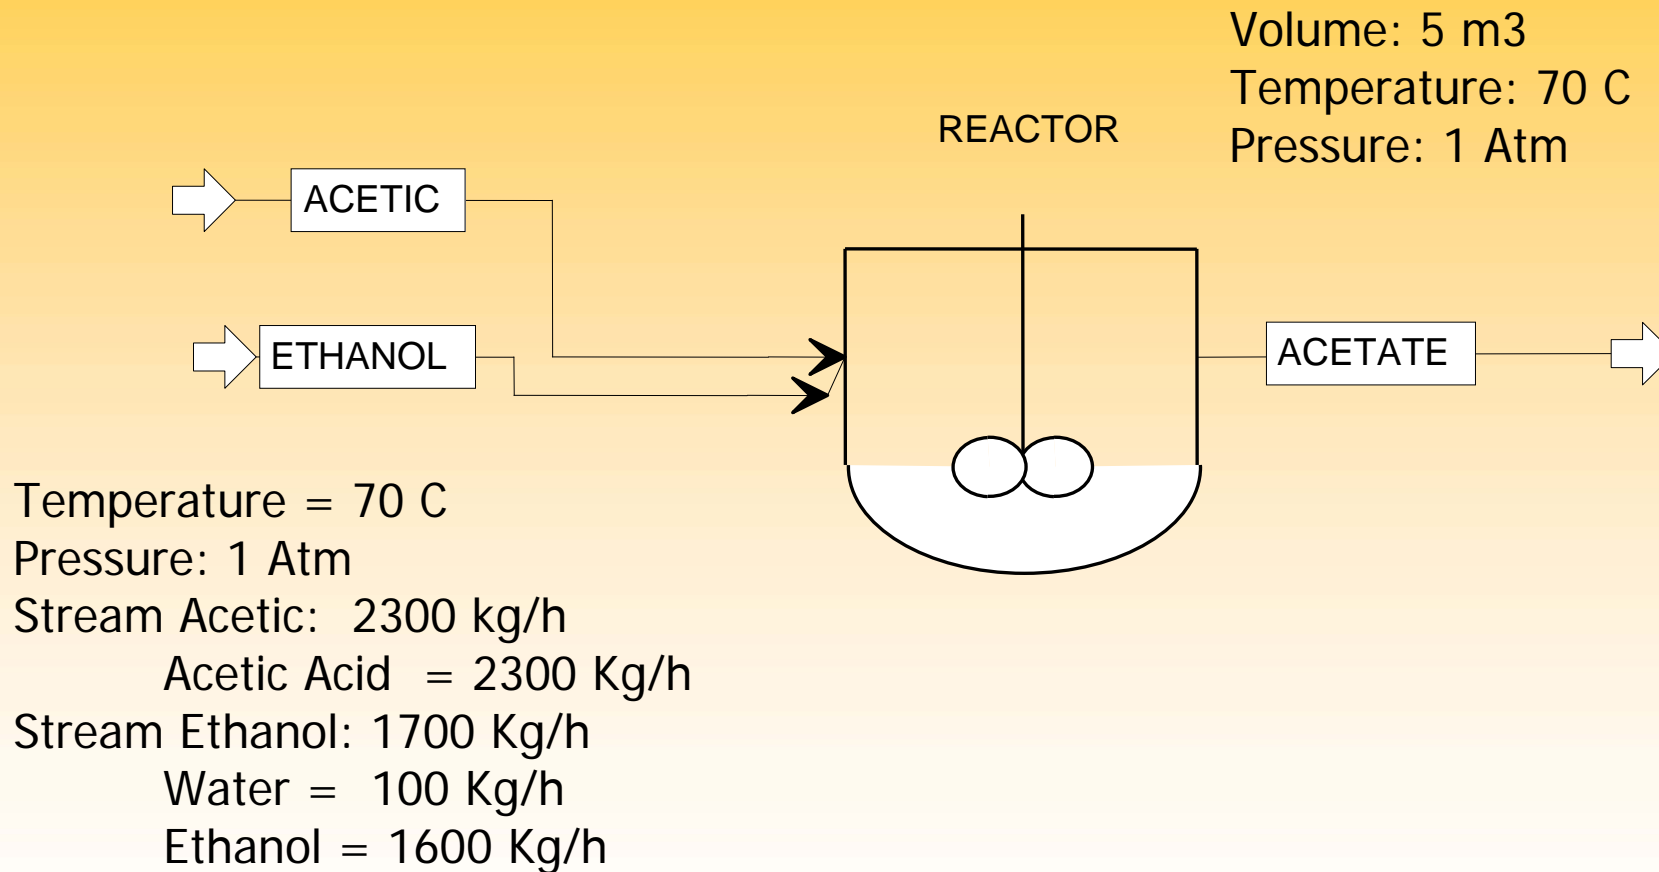 Volume: 5 m3
Temperature: 70 C
Pressure: 1 Atm
REACTOR
ACETIC
ETHANOL
ACETATE
Temperature = 70 C
Pressure: 1 Atm
Stream Acetic:  2300 kg/h
Acetic Acid  = 2300 Kg/h
Stream Ethanol: 1700 Kg/h
Water =  100 Kg/h
Ethanol = 1600 Kg/h